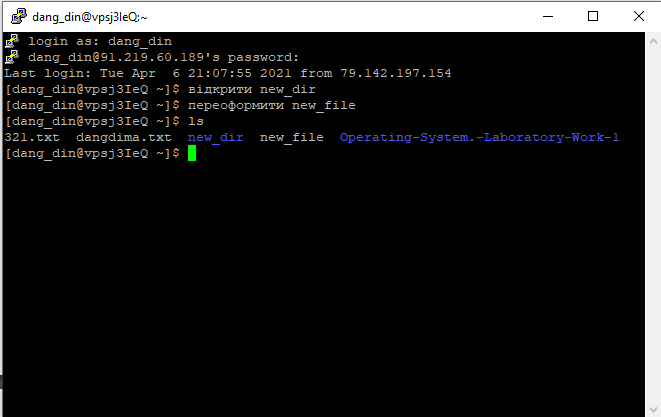 dang_din@vpsj3IeQ:~
login as: dang_din
dang_din@91.219.60.189's password:
Last login: Tue Apr  6 21:07:55 2021 from 79.142.197.154
[dang_din@vpsj3IeQ ~]$ відкрити new_dir
[dang_din@vpsj3IeQ ~]$ переоформити new_file
[dang_din@vpsj3IeQ ~]$ ls
321.txt  dangdima.txt  new_dir  new_file  Operating-System.-Laboratory-Work-1
[dang_din@vpsj3IeQ ~]$